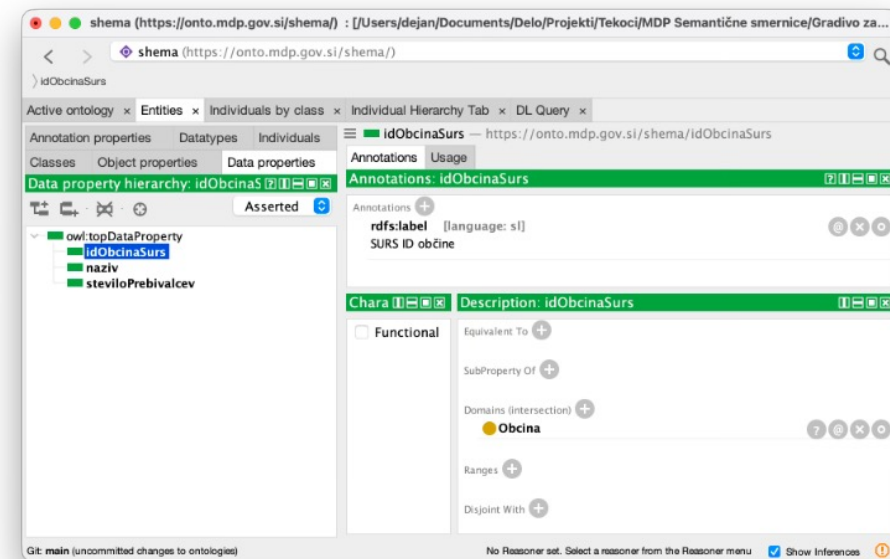 shema (https://onto.mdp.gov.si/shema/) : [/Users/dejan/Documents/Delo/Projekti/Tekoci/MDP Semantične smernice/Gradivo za...
shema (https://onto.mdp.gov.si/shema/)
idObcinaSurs
Active ontology × Entities × Individuals by class × Individual Hierarchy Tab × DL Query ×
Annotation properties Datatypes Individuals
Classes Object properties Data properties
Data property hierarchy: idObcinaS
Asserted
owl:topDataProperty
idObcinaSurs
naziv
steviloPrebivalcev
idObcinaSurs — https://onto.mdp.gov.si/shema/idObcinaSurs
Annotations Usage
Annotations: idObcinaSurs
Annotations
rdfs:label [language: sl]
SURS ID občine
Chara
Functional
Description: idObcinaSurs
Equivalent To
SubProperty Of
Domains (intersection)
Obcina
Ranges
Disjoint With
Git: main (uncommitted changes to ontologies)
No Reasoner set. Select a reasoner from the Reasoner menu
Show Inferences